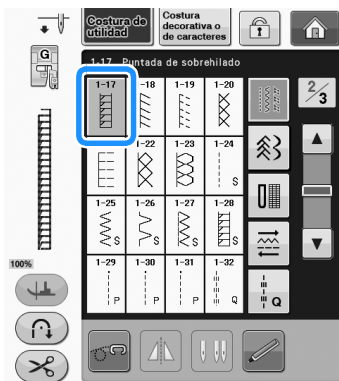 Costura de utilidad
Costura decorativa o de caracteres
G
1-17 Puntada de sobrehilado
2/3
1-17 -18 1-19 1-20
1-22 1-23 1-24
S
1-25 1-26 1-27 1-28
S S S S
100%
1-29 1-30 1-31 1-32
P P P Q
Q